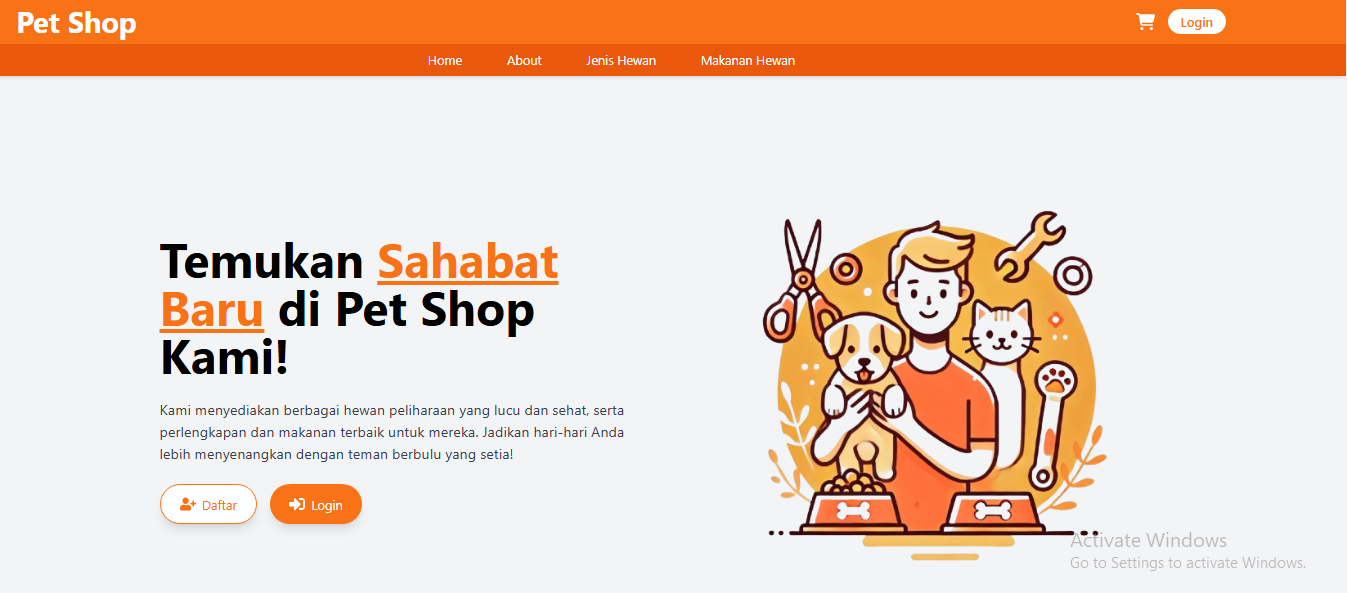 Pet Shop
Login
Home About Jenis Hewan Makanan Hewan
Temukan Sahabat
Baru di Pet Shop
Kami!
Kami menyediakan berbagai hewan peliharaan yang lucu dan sehat, serta
perlengkapan dan makanan terbaik untuk mereka. Jadikan hari-hari Anda
lebih menyenangkan dengan teman berbulu yang setia!
Daftar Login
Activate Windows
Go to Settings to activate Windows.